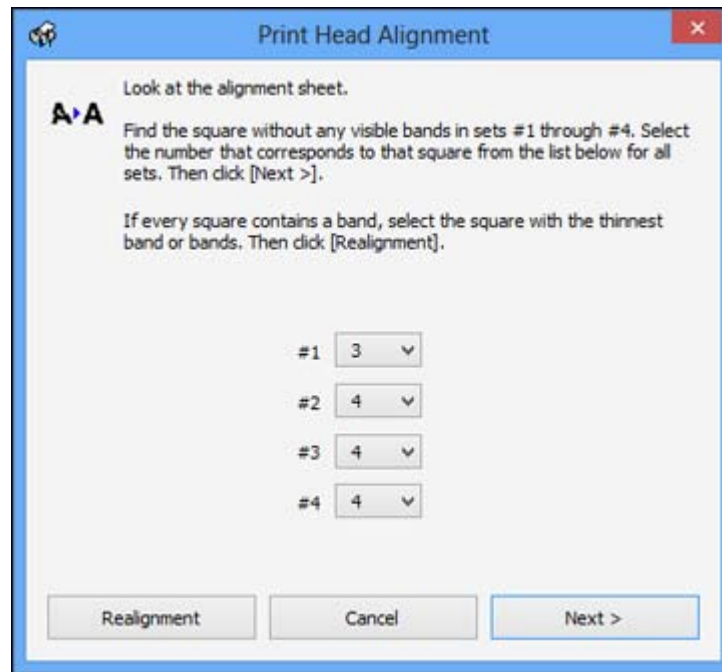 Print Head Alignment
Look at the alignment sheet.
A A
Find the square without any visible bands in sets #1 through #4. Select
the number that corresponds to that square from the list below for all
sets. Then click [Next >].
If every square contains a band, select the square with the thinnest
band or bands. Then click [Realignment].
#1 3
#2 4
#3 4
#4 4
Realignment Cancel Next >